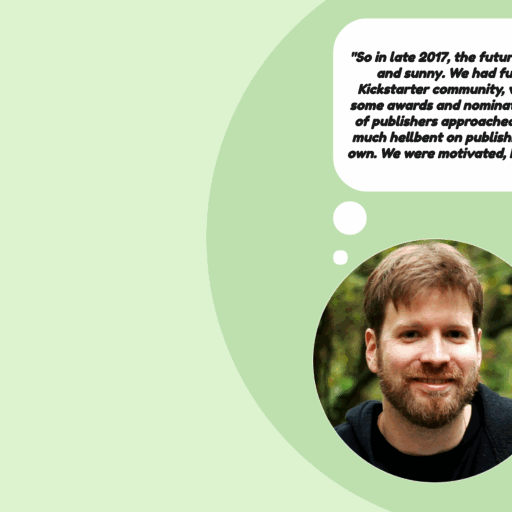 "So in late 2017, the futur
and sunny. We had fu
Kickstarter community,
some awards and nomina
of publishers approached
much hellbent on publish
own. We were motivated,